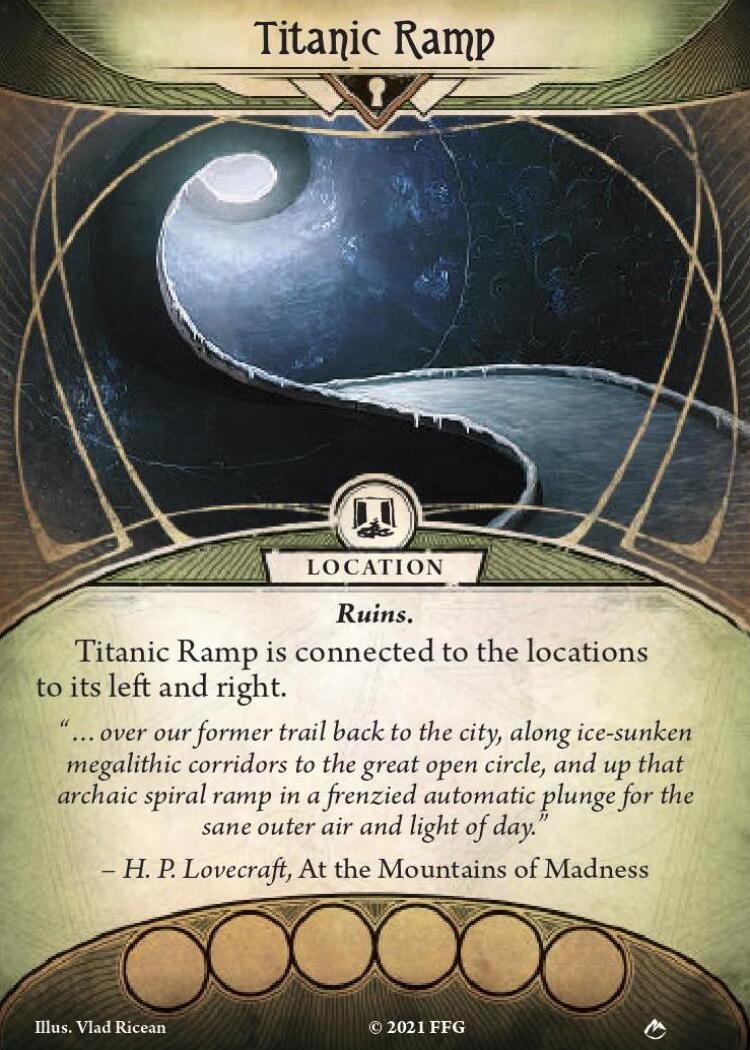 Titanic Ramp
LOCATION
Ruins.
Titanic Ramp is connected to the locations
to its left and right.
“… over our former trail back to the city, along ice-sunken
megalithic corridors to the great open circle, and up that
archaic spiral ramp in a frenzied automatic plunge for the
sane outer air and light of day.”
– H. P. Lovecraft, At the Mountains of Madness
Illus. Vlad Ricean
© 2021 FFG